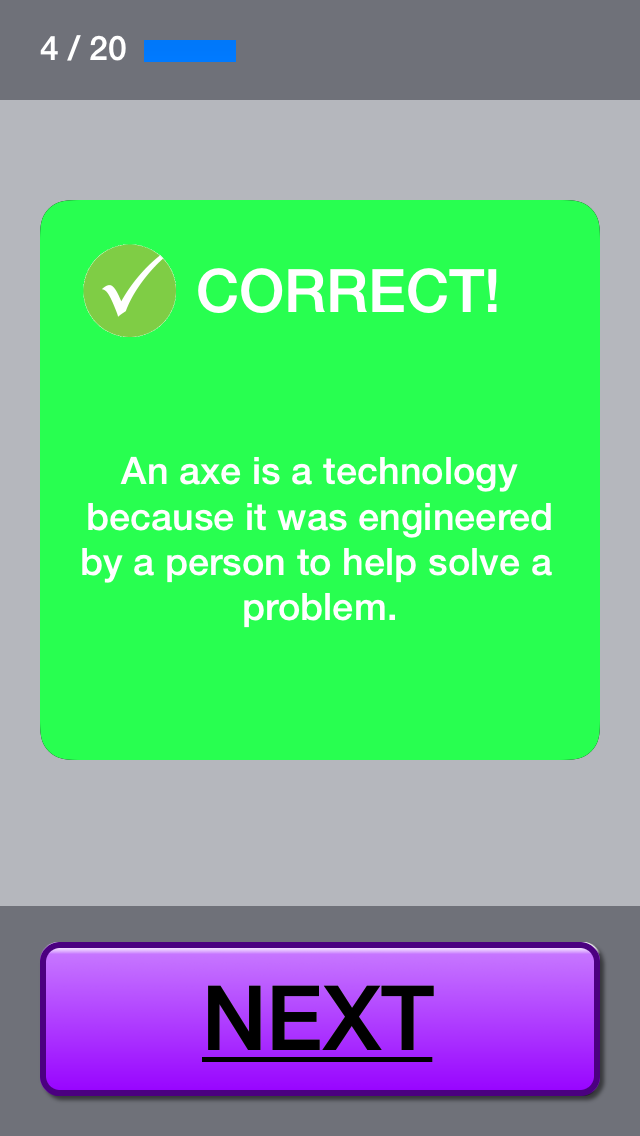 4 / 20
CORRECT!
An axe is a technology
because it was engineered
by a person to help solve a
problem.
NEXT